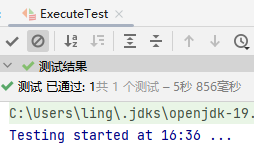 ExecuteTest
测试结果
测试 已通过: 1共 1 个测试 – 5秒 856毫秒
C:\Users\ling\.jdks\openjdk-19.
Testing started at 16:36 ...